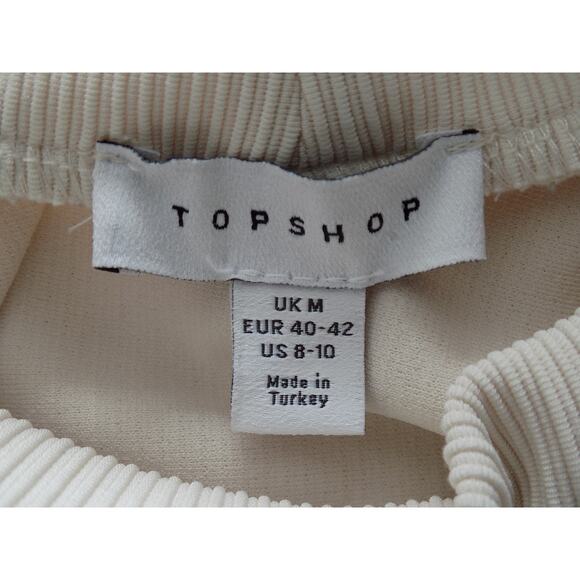 TOPSHOP
UK M
EUR 40-42
US 8-10
Made in
Turkey